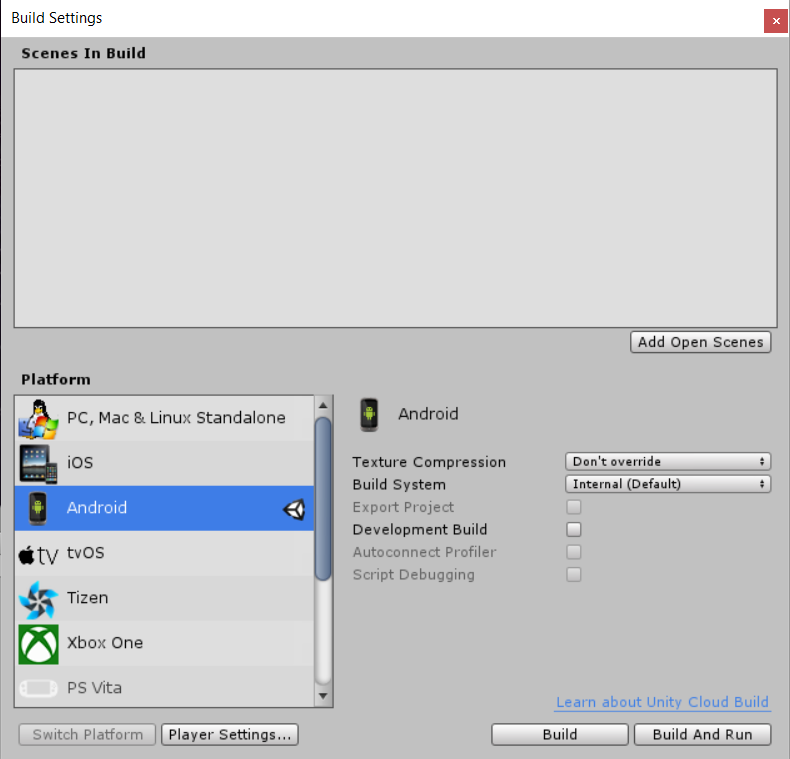 Build Settings
Scenes In Build
Add Open Scenes
Platform
PC, Mac & Linux Standalone
iOS
Android
tv tvOS
Tizen
Xbox One
PS Vita
Android
Texture Compression Don't override
Build System Internal (Default)
Export Project
Development Build
Autoconnect Profiler
Script Debugging
Learn about Unity Cloud Build
Switch Platform Player Settings... Build Build And Run